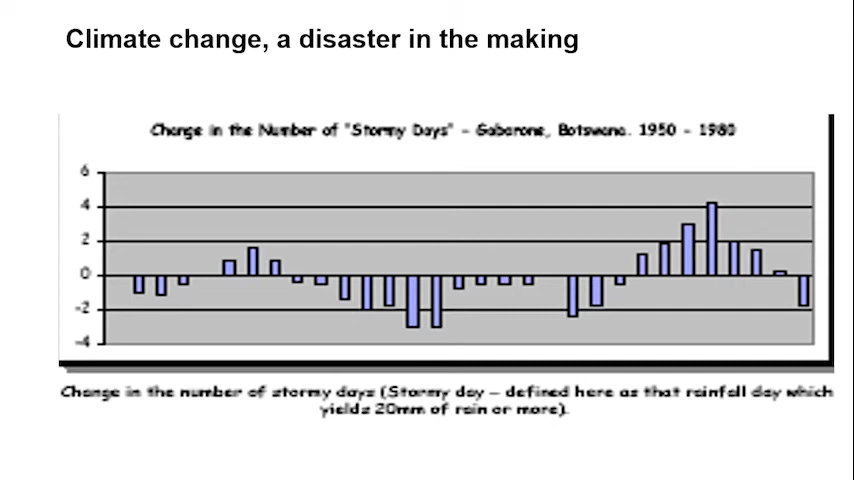 Climate change, a disaster in the making
Change in the Number of "Stormy Days" - Gabarone, Botswana. 1950 - 1980
6
4
2
0
-2
-4
Change in the number of stormy days (Stormy day – defined here as that rainfall day which
yields 20mm of rain or more).